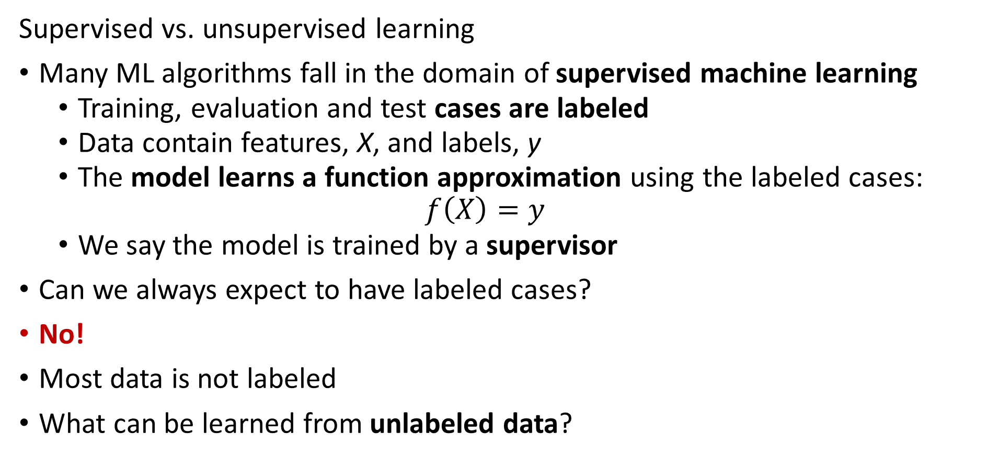 Supervised vs. unsupervised learning
• Many ML algorithms fall in the domain of supervised machine learning
• Training, evaluation and test cases are labeled
• Data contain features, X, and labels, y
• The model learns a function approximation using the labeled cases:
f(X) = y
• We say the model is trained by a supervisor
• Can we always expect to have labeled cases?
• No!
• Most data is not labeled
• What can be learned from unlabeled data?